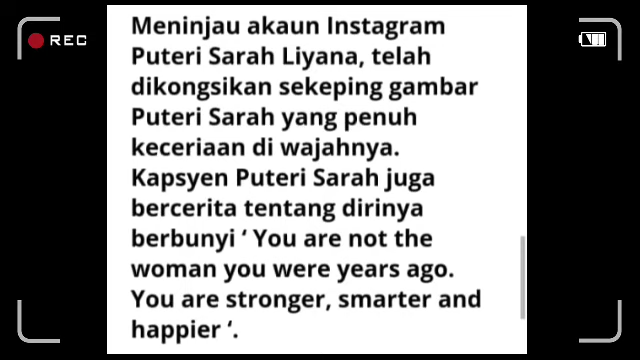 REC
Meninjau akaun Instagram
Puteri Sarah Liyana, telah
dikongsikan sekeping gambar
Puteri Sarah yang penuh
keceriaan di wajahnya.
Kapsyen Puteri Sarah juga
bercerita tentang dirinya
berbunyi ‘ You are not the
woman you were years ago.
You are stronger, smarter and
happier ‘.